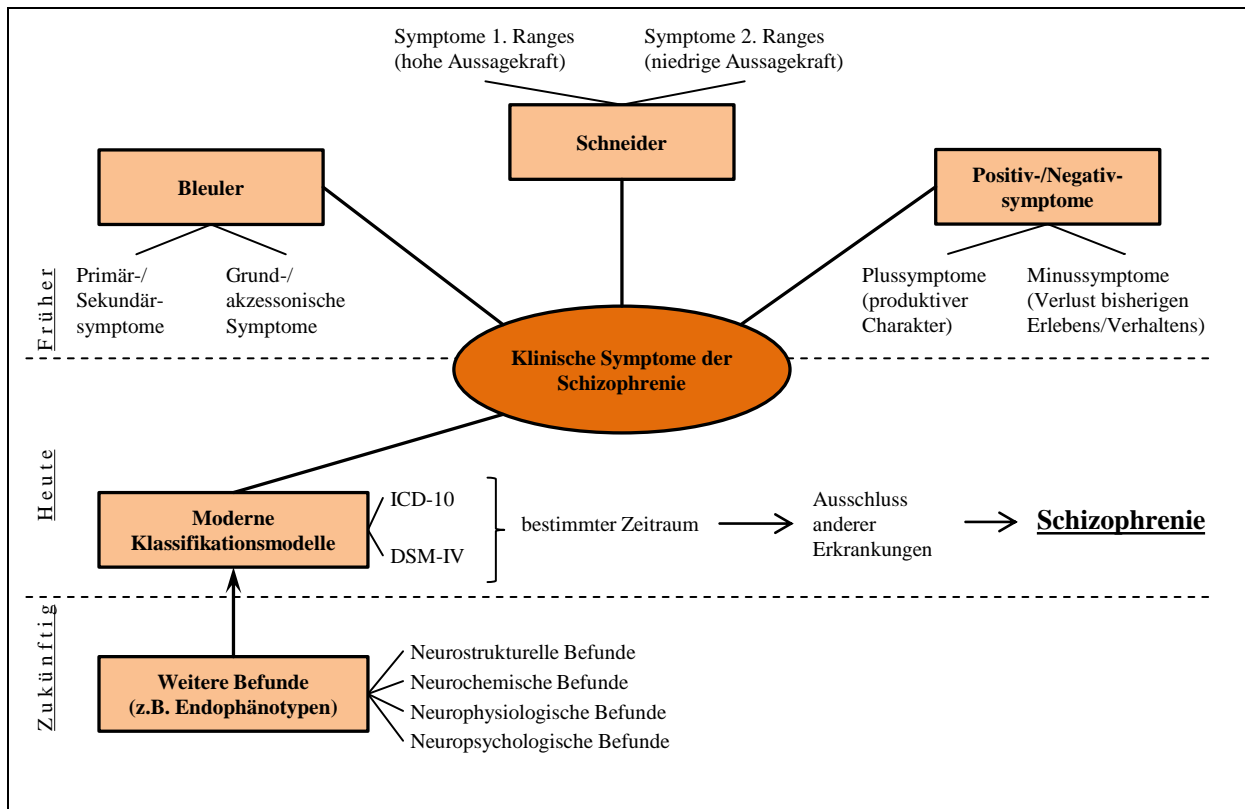 Symptome 1. Ranges
(hohe Aussagekraft)
Symptome 2. Ranges
(niedrige Aussagekraft)
Schneider
Bleuler
Positiv-/Negativ-
symptome
Früher
Primär-/
Sekundär-
symptome
Grund-/
akzessonische
Symptome
Plussymptome
(produktiver
Charakter)
Minussymptome
(Verlust bisherigen
Erlebens/Verhaltens)
Klinische Symptome der
Schizophrenie
Heute
Moderne
Klassifikationsmodelle
ICD-10
DSM-IV
bestimmter Zeitraum
Ausschluss
anderer
Erkrankungen
Schizophrenie
Zukünftig
Weitere Befunde
(z.B. Endophänotypen)
Neurostrukturelle Befunde
Neurochemische Befunde
Neurophysiologische Befunde
Neuropsychologische Befunde